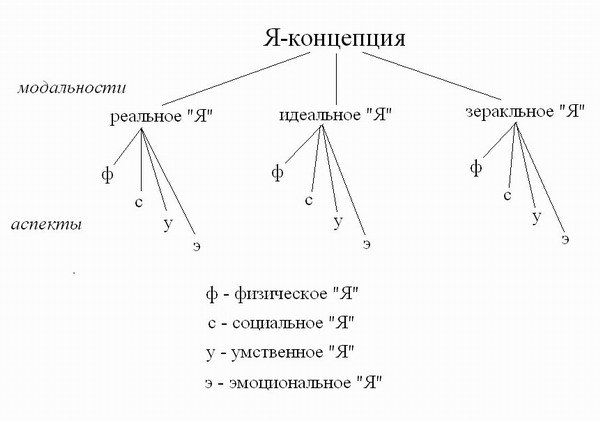 Я-концепция
модальности
реальное "Я" идеальное "Я" зеракльное "Я"
ф ф ф
с с с
у у у
аспекты
э э э
ф - физическое "Я"
с - социальное "Я"
у - умственное "Я"
э - эмоциональное "Я"